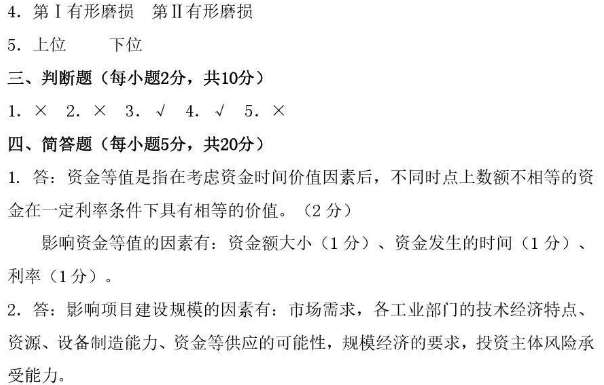 4．第Ⅰ有形磨损　第Ⅱ有形磨损
5．上位　　下位
三、判断题（每小题2分，共10分）
1．×　2．×　3．√　4．√　5．×
四、简答题（每小题5分，共20分）
1．答：资金等值是指在考虑资金时间价值因素后，不同时点上数额不相等的资
金在一定利率条件下具有相等的价值。（2 分）
影响资金等值的因素有：资金额大小（1 分）、资金发生的时间（1 分）、
利率（1 分）。
2．答：影响项目建设规模的因素有：市场需求，各工业部门的技术经济特点、
资源、设备制造能力、资金等供应的可能性，规模经济的要求，投资主体风险承
受能力。